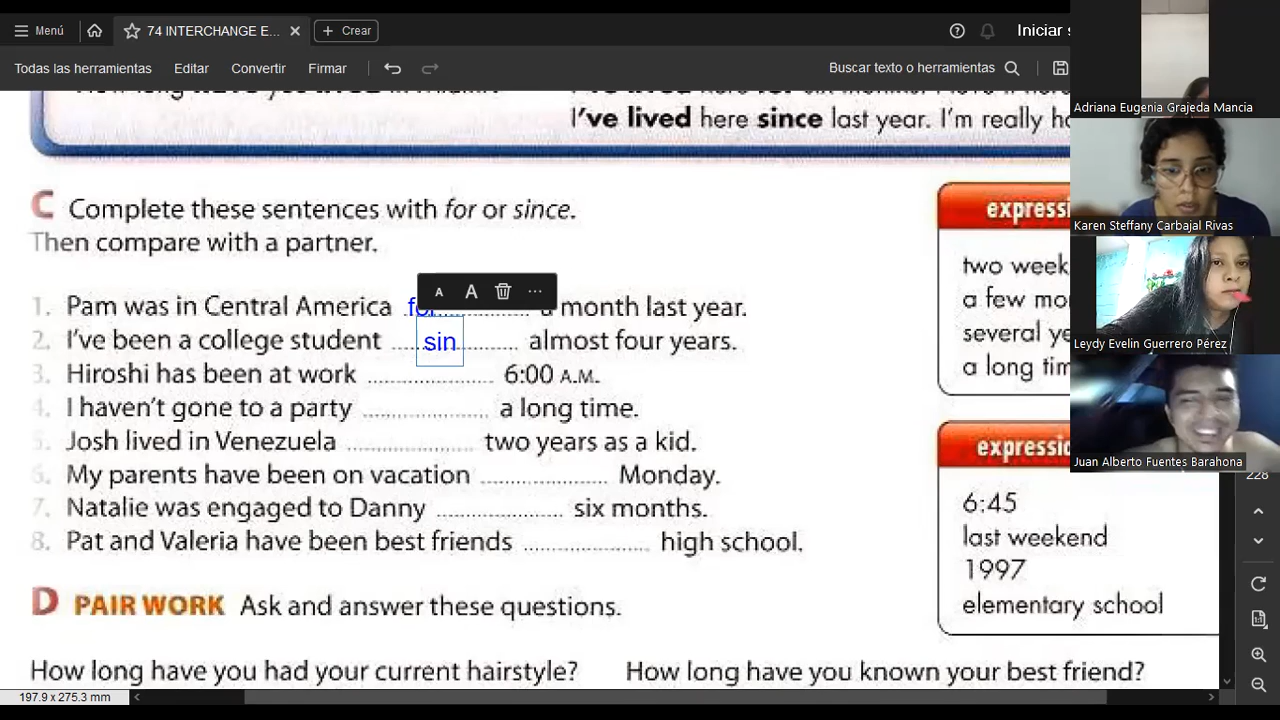 Menú
74 INTERCHANGE E...
Crear
Iniciar s
Todas las herramientas
Editar
Convertir
Firmar
Buscar texto o herramientas
I've lived here since last year. I'm really ha
C Complete these sentences with for or since.
Then compare with a partner.
1. Pam was in Central America for a month last year.
2. I've been a college student sin almost four years.
3. Hiroshi has been at work .................... 6:00 A.M.
4. I haven't gone to a party .................... a long time.
5. Josh lived in Venezuela .................... two years as a kid.
6. My parents have been on vacation .................... Monday.
7. Natalie was engaged to Danny .................... six months.
8. Pat and Valeria have been best friends .................... high school.
expressi
two week
a few mo
several ye
a long tim
expressi
6:45
last weekend
1997
elementary school
D PAIR WORK Ask and answer these questions.
How long have you had your current hairstyle? How long have you known your best friend?
197.9 x 275.3 mm
Adriana Eugenia Grajeda Mancia
Karen Steffany Carbajal Rivas
Leydy Evelin Guerrero Pérez
Juan Alberto Fuentes Barahona
228